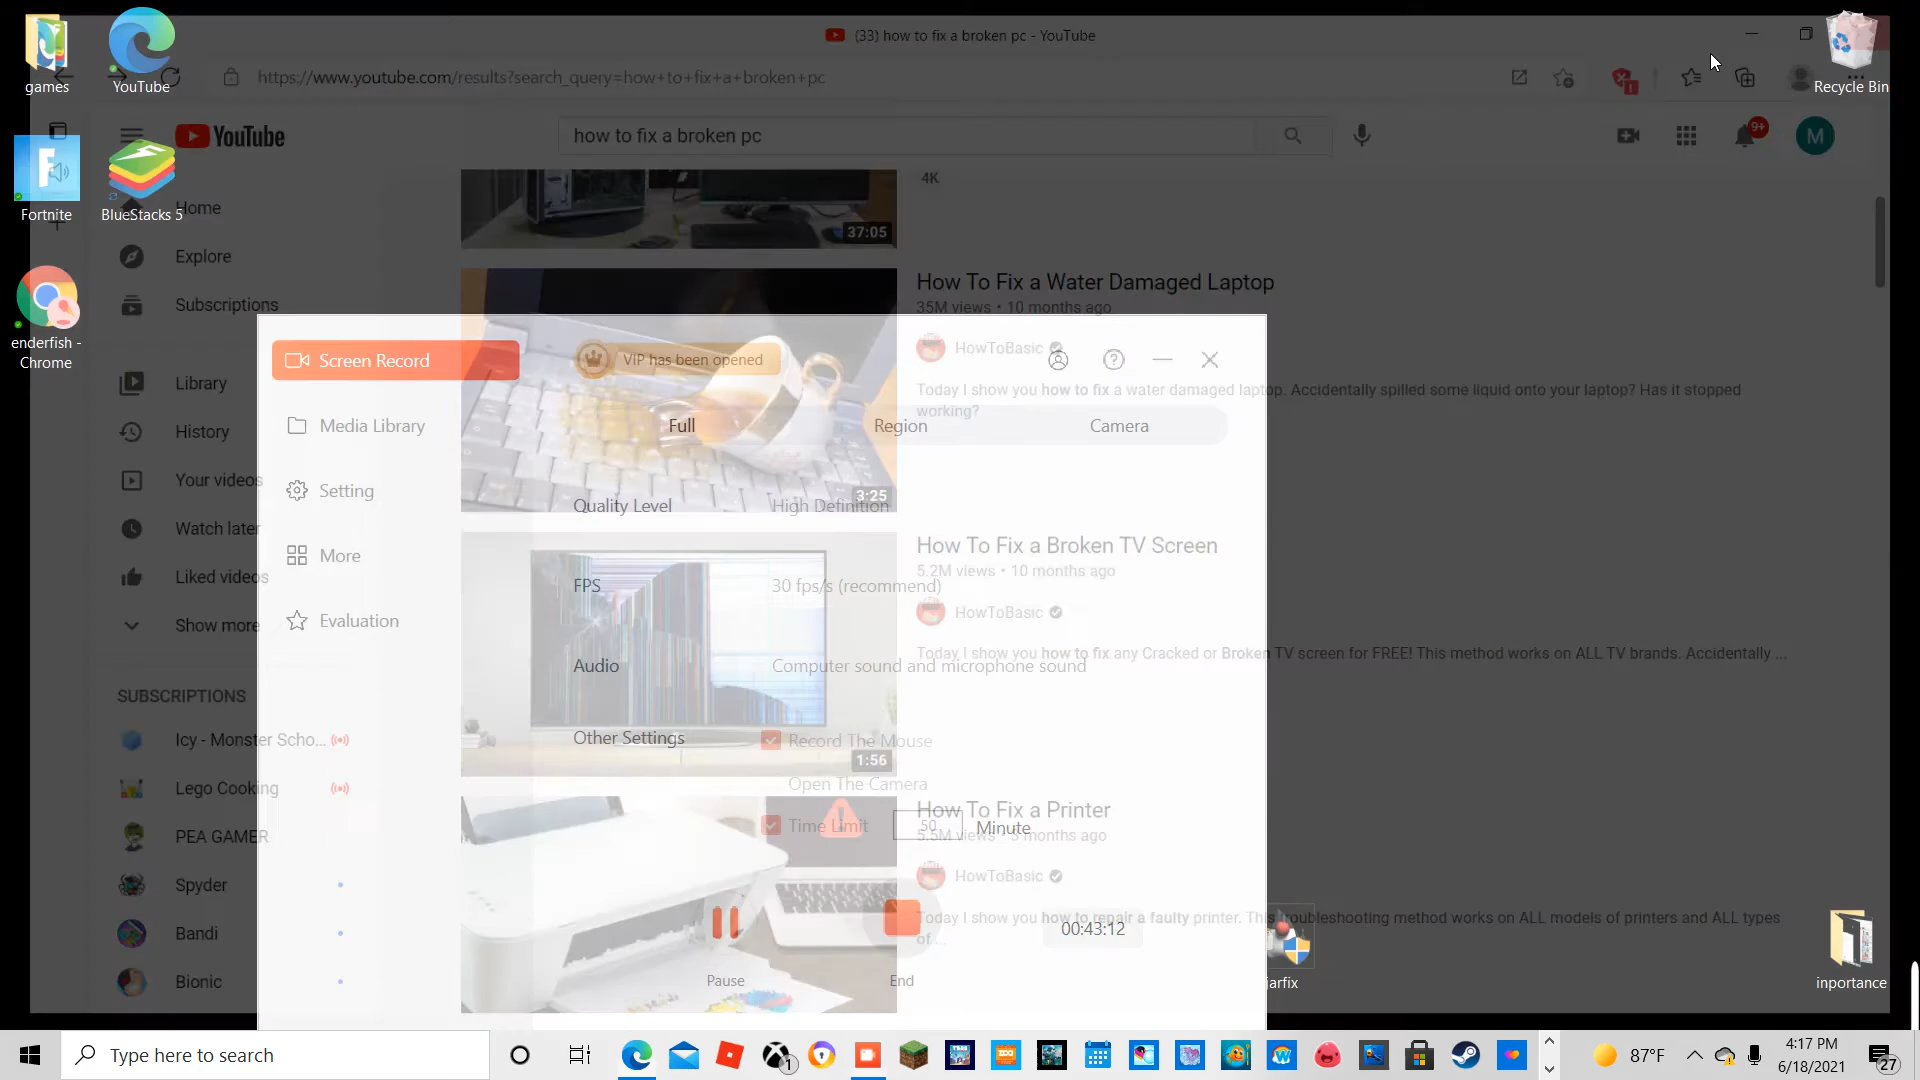 (33) how to fix a broken pc - YouTube
https://www.youtube.com/results?search_query=how+to+fix+a+broken+pc
games
YouTube
Recycle Bin
YouTube
how to fix a broken pc
9+
M
Fortnite
BlueStacks 5
enderfish -
Chrome
Home
Explore
Subscriptions
Library
History
Your videos
Watch later
Liked videos
Show more
SUBSCRIPTIONS
Icy - Monster Scho...
Lego Cooking
PEA GAMER
Spyder
Bandi
Bionic
4K
37:05
How To Fix a Water Damaged Laptop
35M views • 10 months ago
HowToBasic
Today I show you how to fix a water damaged laptop. Accidentally spilled some liquid onto your laptop? Has it stopped
working?
3:25
How To Fix a Broken TV Screen
5.2M views • 10 months ago
HowToBasic
Today I show you how to fix any Cracked or Broken TV screen for FREE! This method works on ALL TV brands. Accidentally ...
1:56
How To Fix a Printer
5.5M views • 3 months ago
HowToBasic
Today I show you how to repair a faulty printer. This troubleshooting method works on ALL models of printers and ALL types
of ...
Screen Record
VIP has been opened
Media Library
Setting
More
Evaluation
Full
Region
Camera
Quality Level
High Definition
FPS
30 fps/s (recommend)
Audio
Computer sound and microphone sound
Other Settings
Record The Mouse
Open The Camera
Time Limit
50
Minute
00:43:12
Pause
End
jarfix
inportance
Type here to search
1
ZOO
87°F
4:17 PM
6/18/2021
27